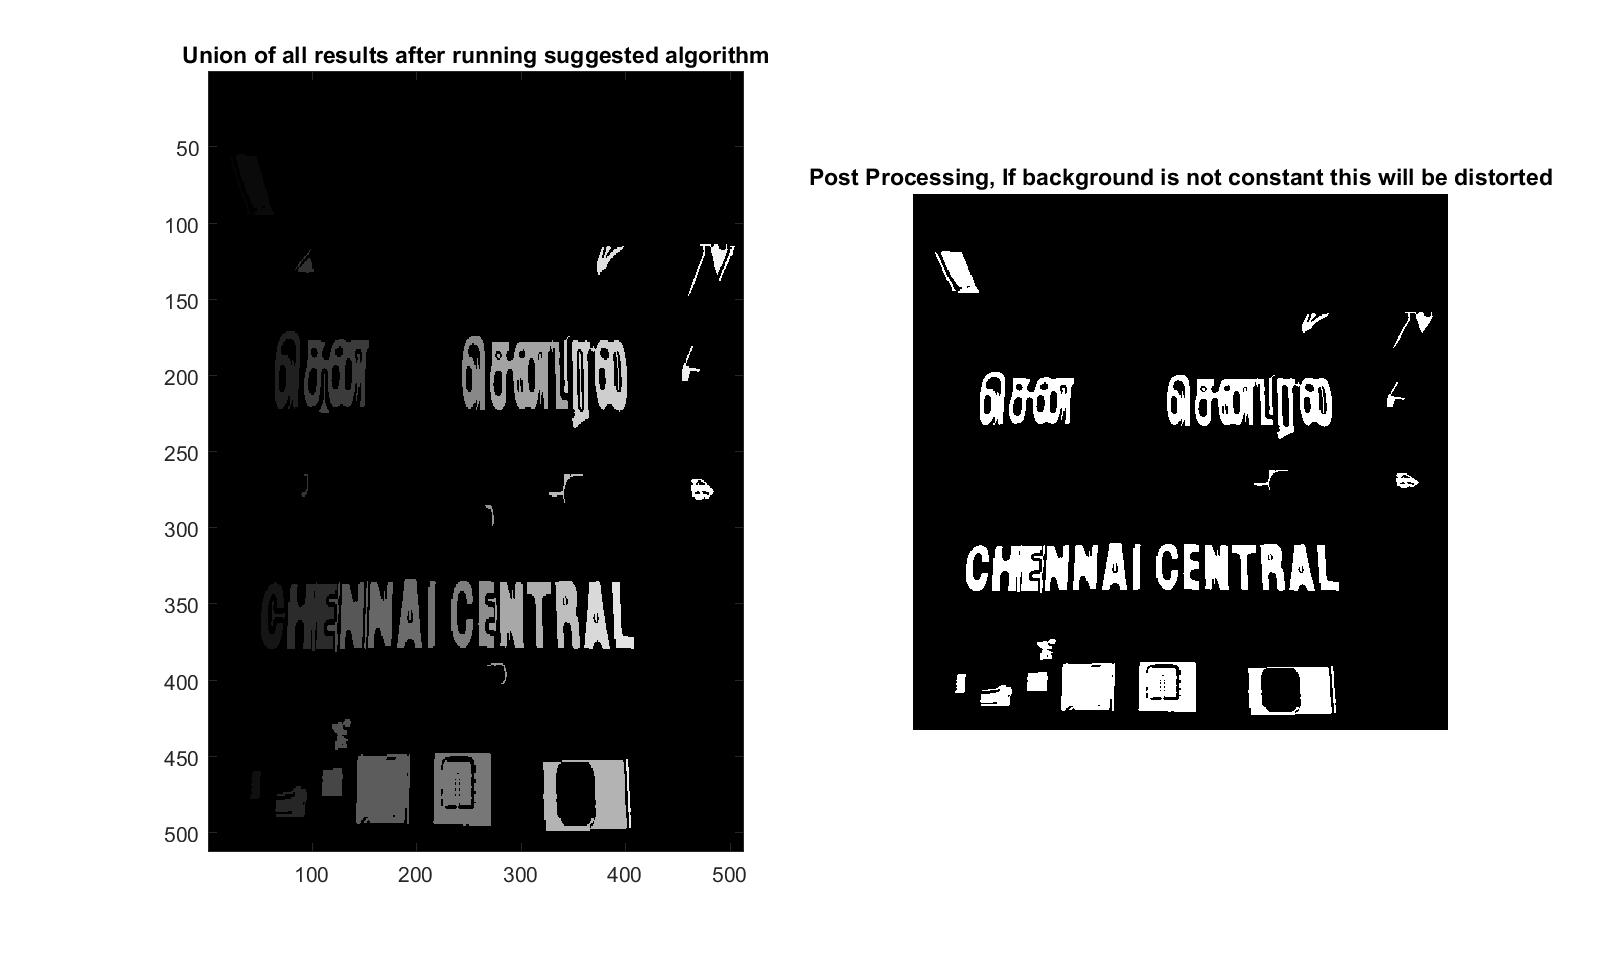 Union of all results after running suggested algorithm
50
100
150
200
250
300
350
400
450
500
100 200 300 400 500
சென சென்டரல
CHENNAI CENTRAL
Post Processing, If background is not constant this will be distorted
சென சென்டரல
CHENNAI CENTRAL